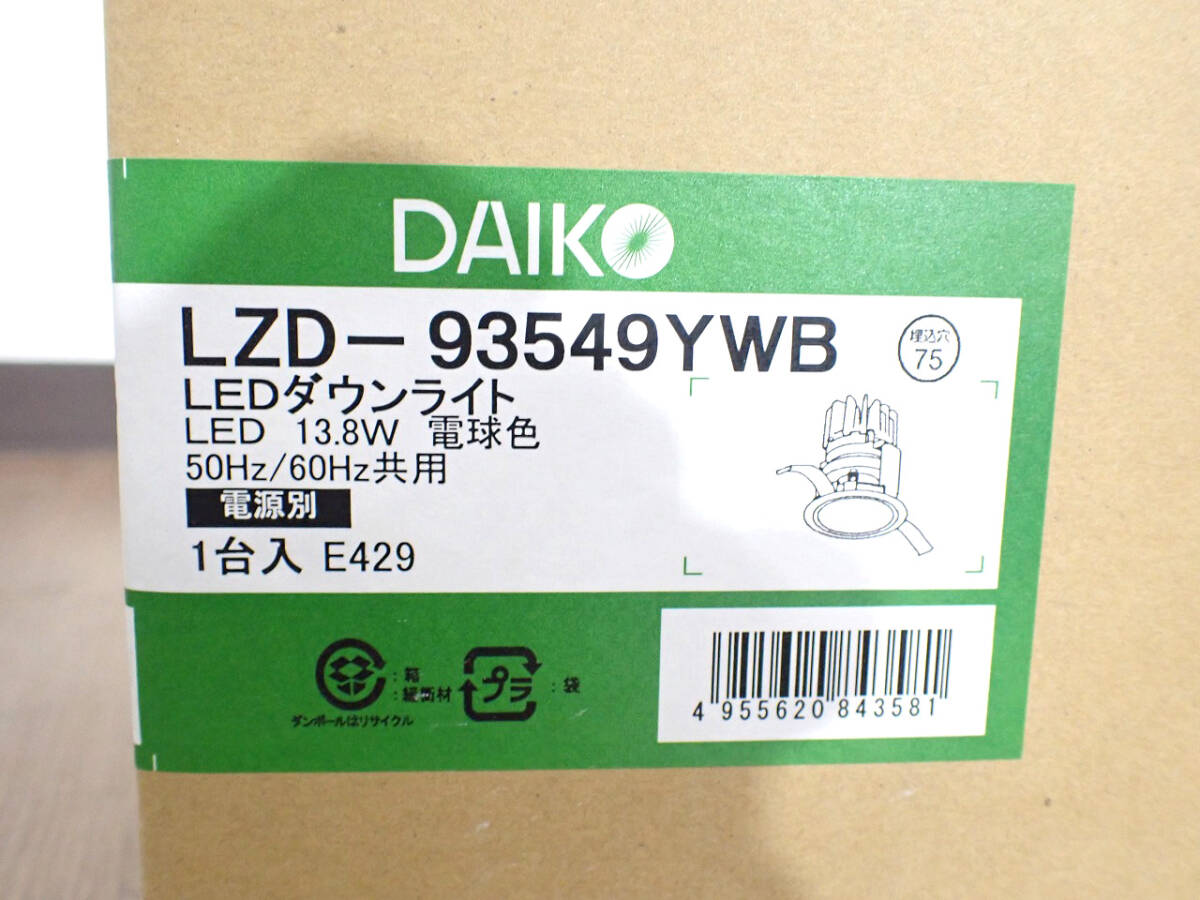 DAIKO
LZD-93549YWB
埋込穴
75
LEDダウンライト
LED 13.8W 電球色
50Hz/60Hz共用
電源別
1台入 E429
:箱
:緩衝材
ダンボールはリサイクル
プラ
:袋
4 955620 843581